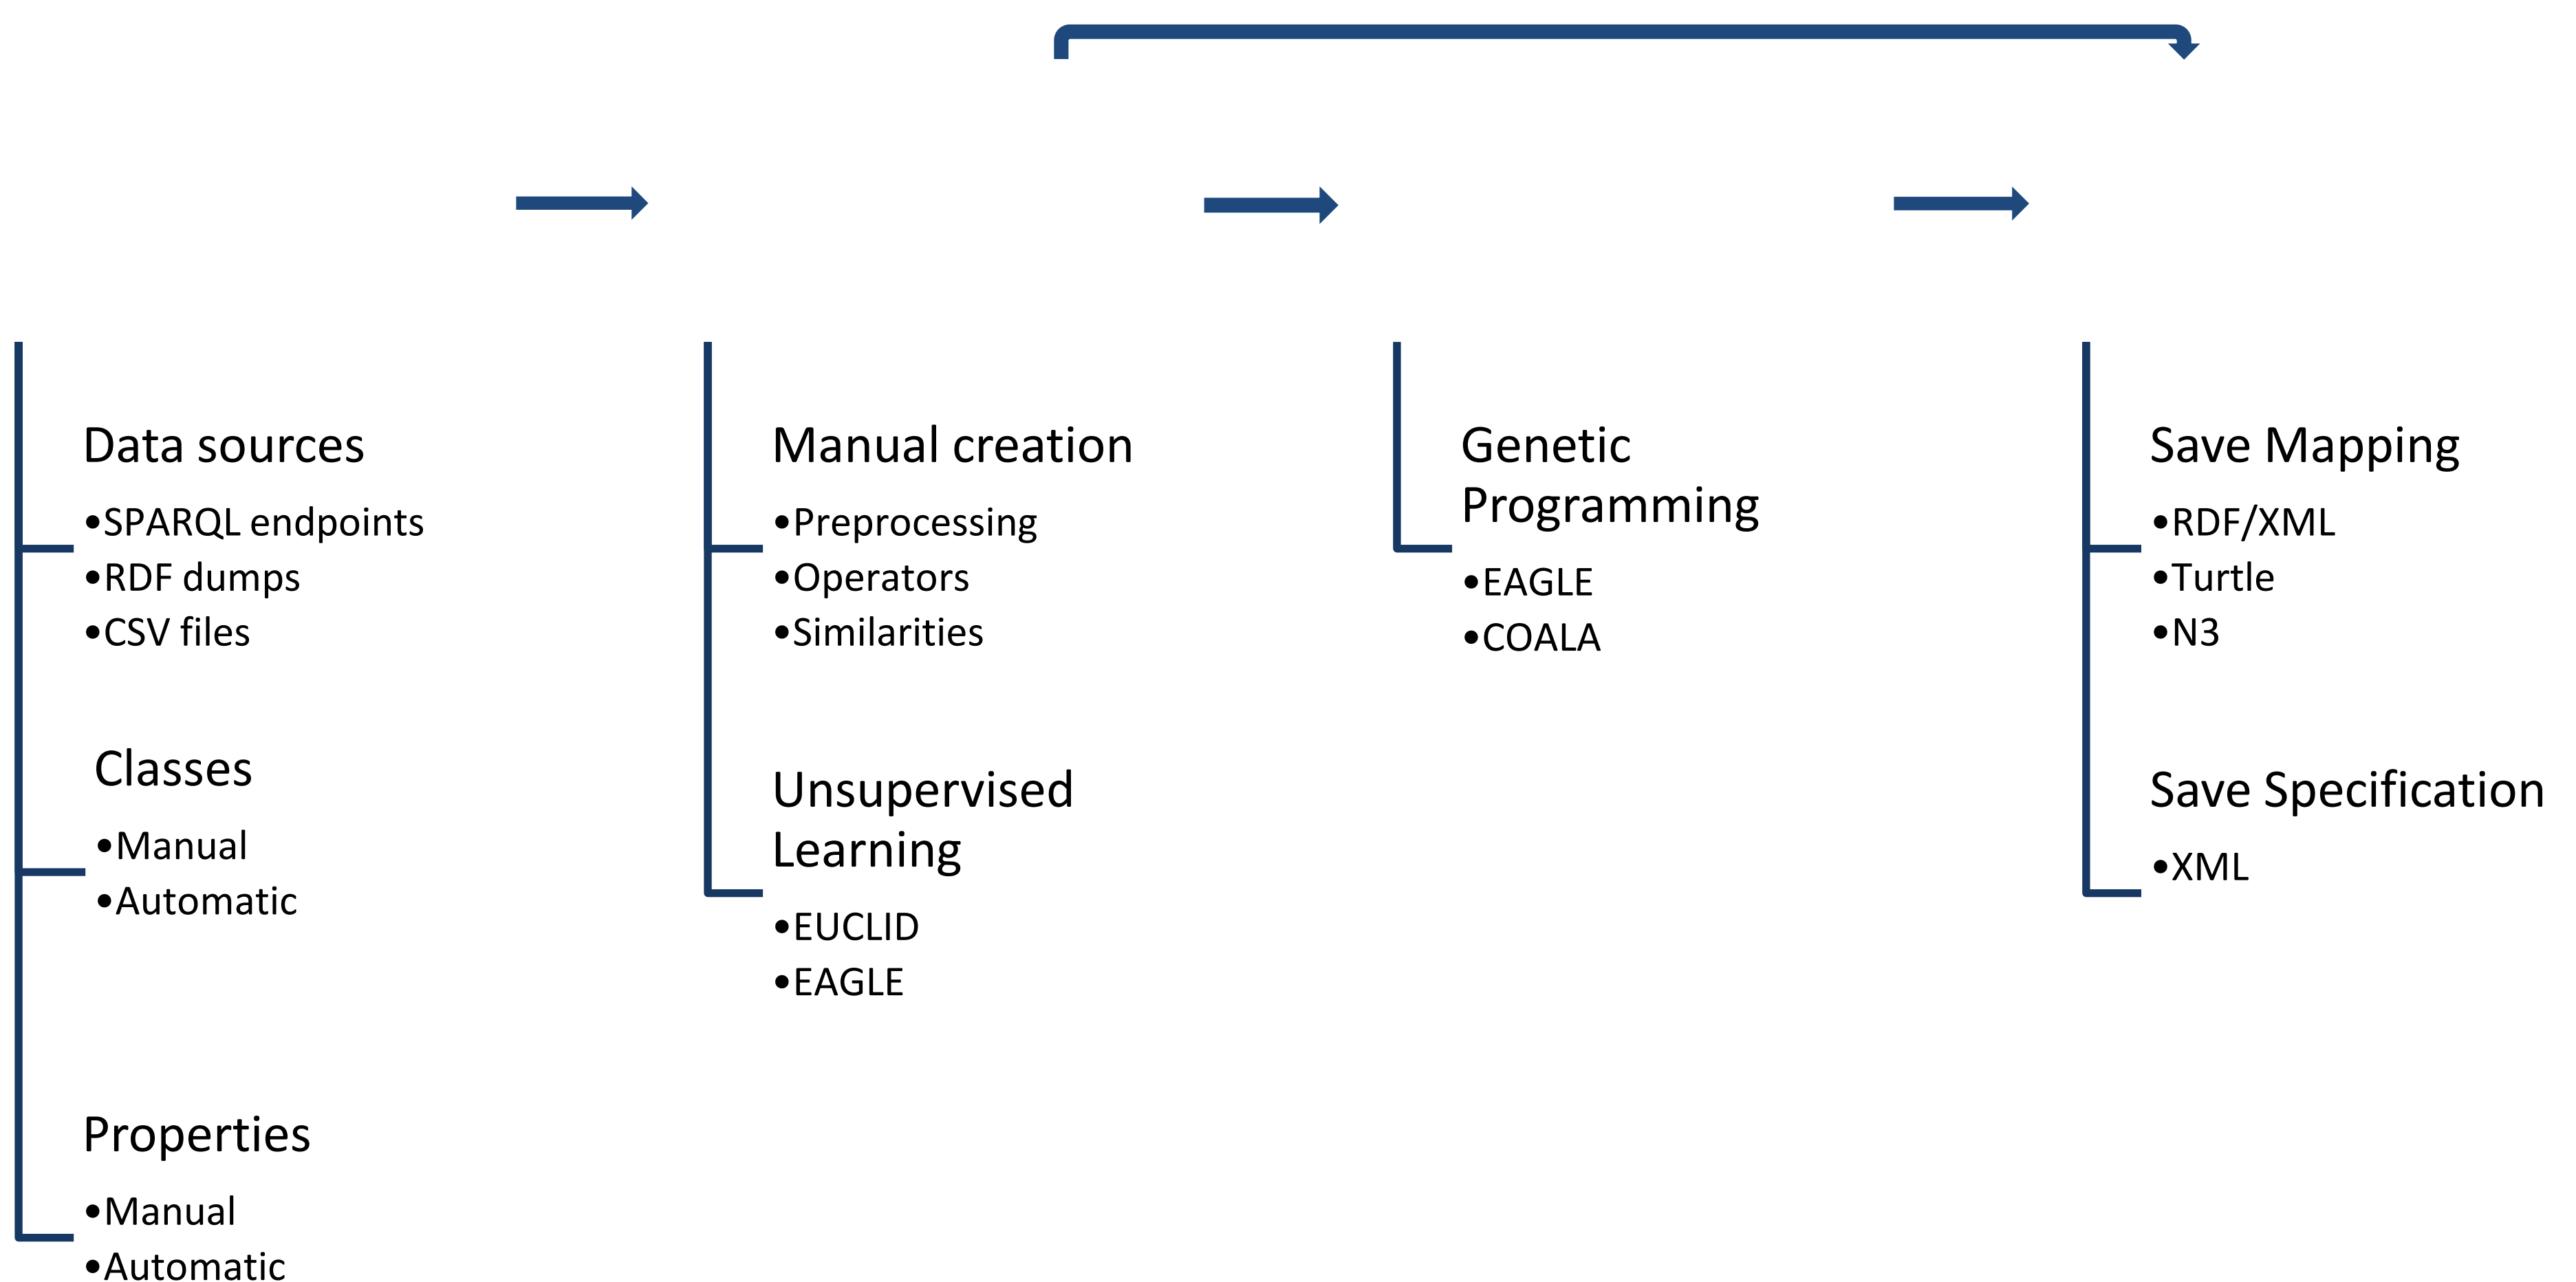 Data sources
•SPARQL endpoints
•RDF dumps
•CSV files
Classes
•Manual
•Automatic
Properties
•Manual
•Automatic
Manual creation
•Preprocessing
•Operators
•Similarities
Unsupervised
Learning
•EUCLID
•EAGLE
Genetic
Programming
•EAGLE
•COALA
Save Mapping
•RDF/XML
•Turtle
•N3
Save Specification
•XML